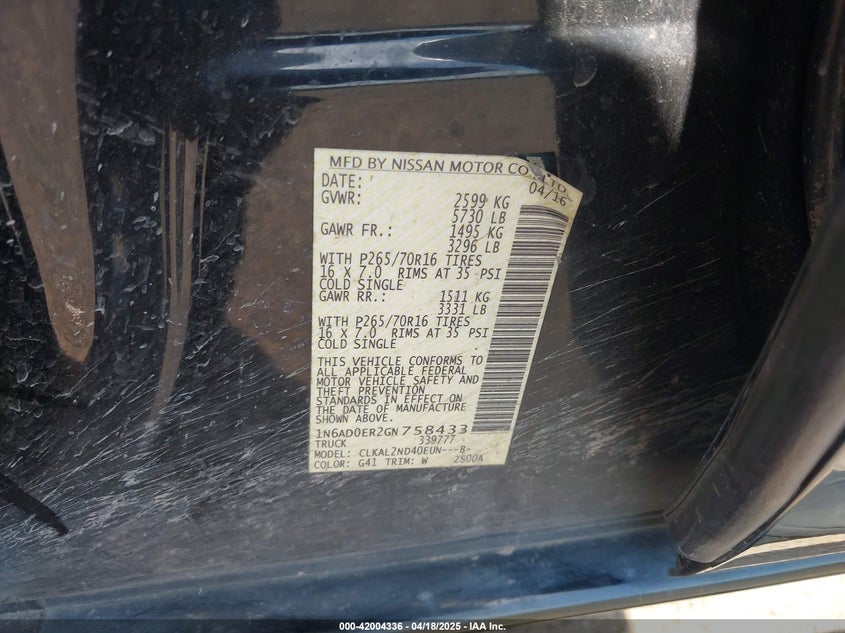 MFD BY NISSAN MOTOR CO., LTD.
DATE: 04/16
GVWR: 2599 KG
5730 LB
GAWR FR.: 1495 KG
3296 LB
WITH P265/70R16 TIRES
16 X 7.0 RIMS AT 35 PSI
COLD SINGLE
GAWR RR.: 1511 KG
3331 LB
WITH P265/70R16 TIRES
16 X 7.0 RIMS AT 35 PSI
COLD SINGLE
THIS VEHICLE CONFORMS TO
ALL APPLICABLE FEDERAL
MOTOR VEHICLE SAFETY AND
THEFT PREVENTION
STANDARDS IN EFFECT ON
THE DATE OF MANUFACTURE
SHOWN ABOVE.
1N6AD0ER2GN758433
TRUCK 339777
MODEL: CLKAL2ND40EUN---B-
COLOR: G41 TRIM: W 2S00A
000-42004336 - 04/18/2025 - IAA Inc.